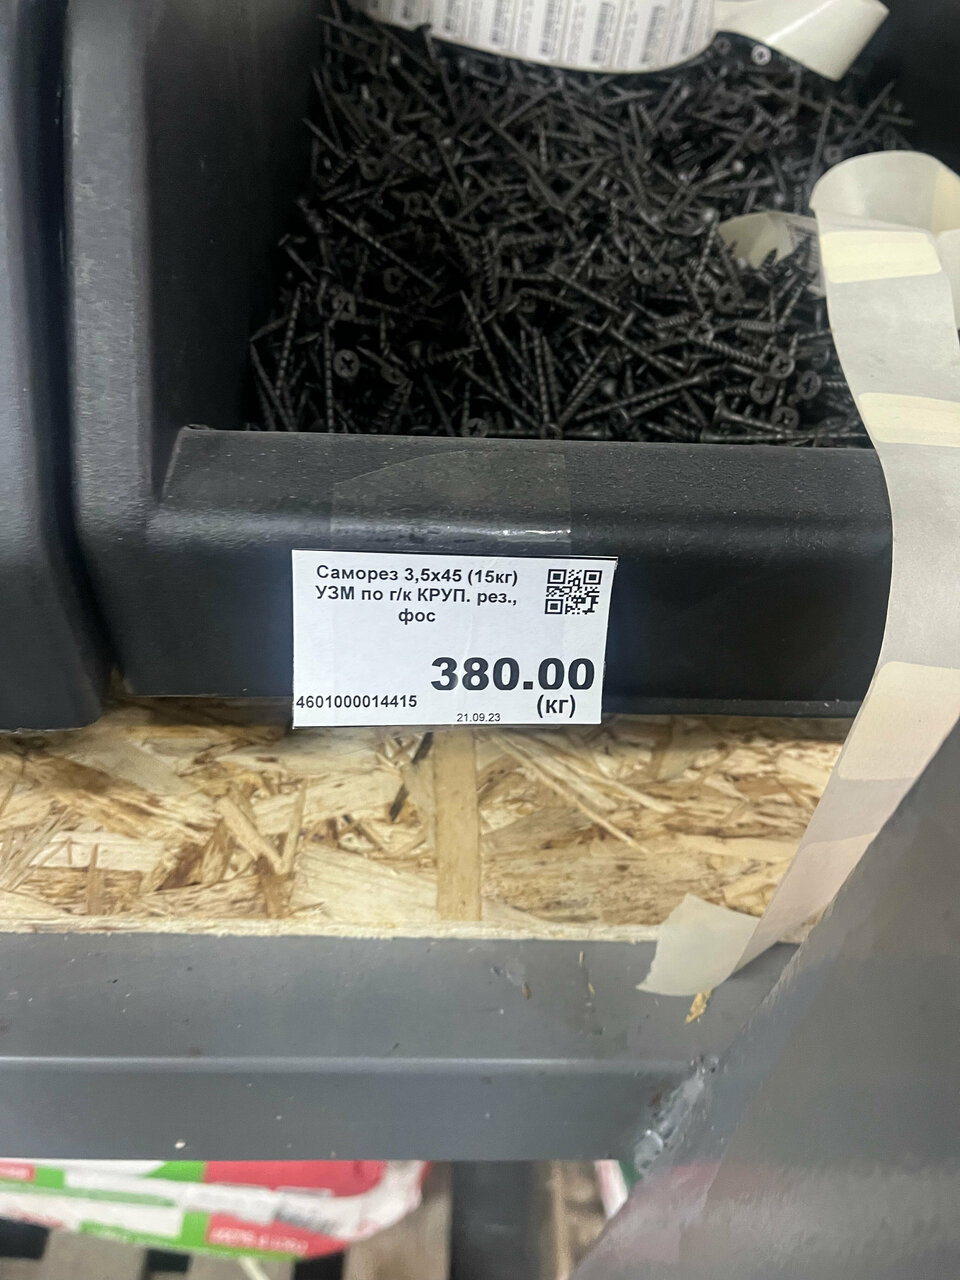 Саморез 3,5х45 (15кг)
УЗМ по г/к КРУП. рез.,
фос
380.00
(кг)
4601000014415
21.09.23